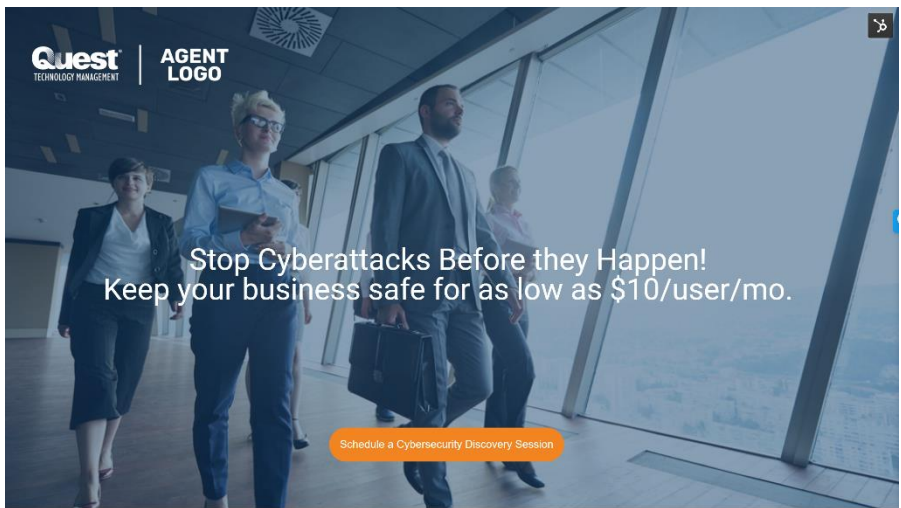 Quest
TECHNOLOGY MANAGEMENT
AGENT
LOGO
Stop Cyberattacks Before they Happen!
Keep your business safe for as low as $10/user/mo.
Schedule a Cybersecurity Discovery Session